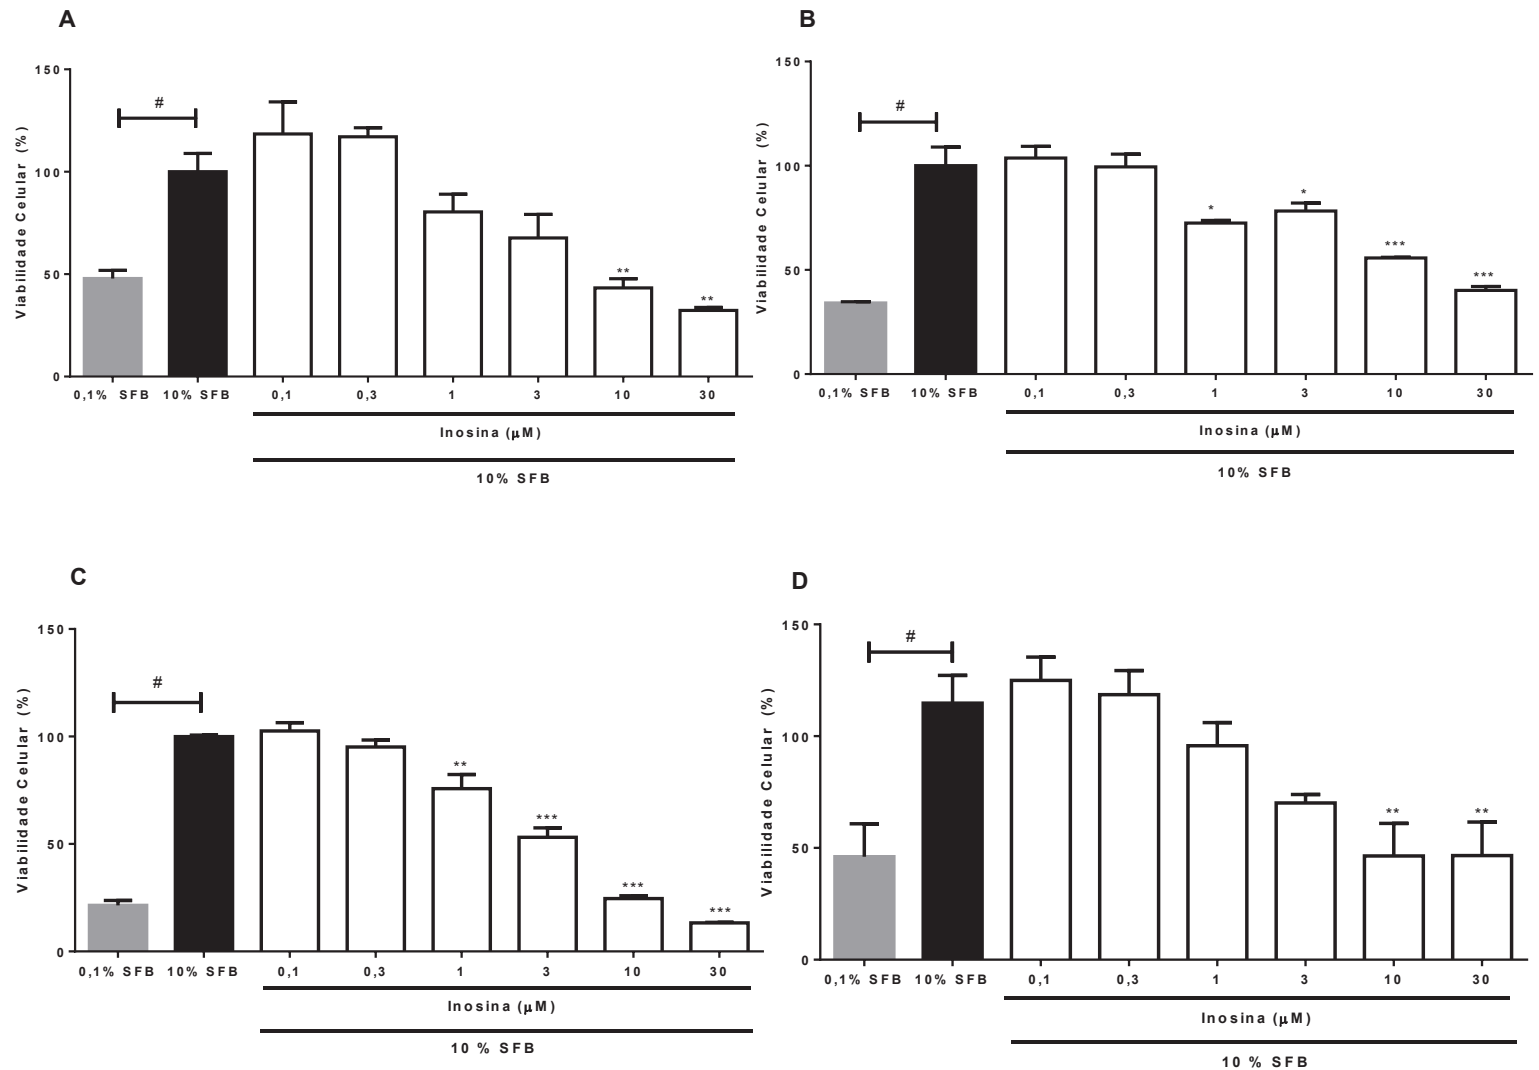 A
150
100
50
0
Viabilidade Celular (%)
#
**
**
0,1% SFB 10% SFB 0,1 0,3 1 3 10 30
Inosina (µM)
10% SFB
B
150
100
50
0
Viabilidade Celular (%)
#
*
*
***
***
0,1% SFB 10% SFB 0,1 0,3 1 3 10 30
Inosina (µM)
10% SFB
C
150
100
50
0
Viabilidade Celular (%)
#
**
***
***
***
0,1% SFB 10% SFB 0,1 0,3 1 3 10 30
Inosina (µM)
10 % SFB
D
150
100
50
0
Viabilidade Celular (%)
#
**
**
0,1% SFB 10% SFB 0,1 0,3 1 3 10 30
Inosina (µM)
10 % SFB